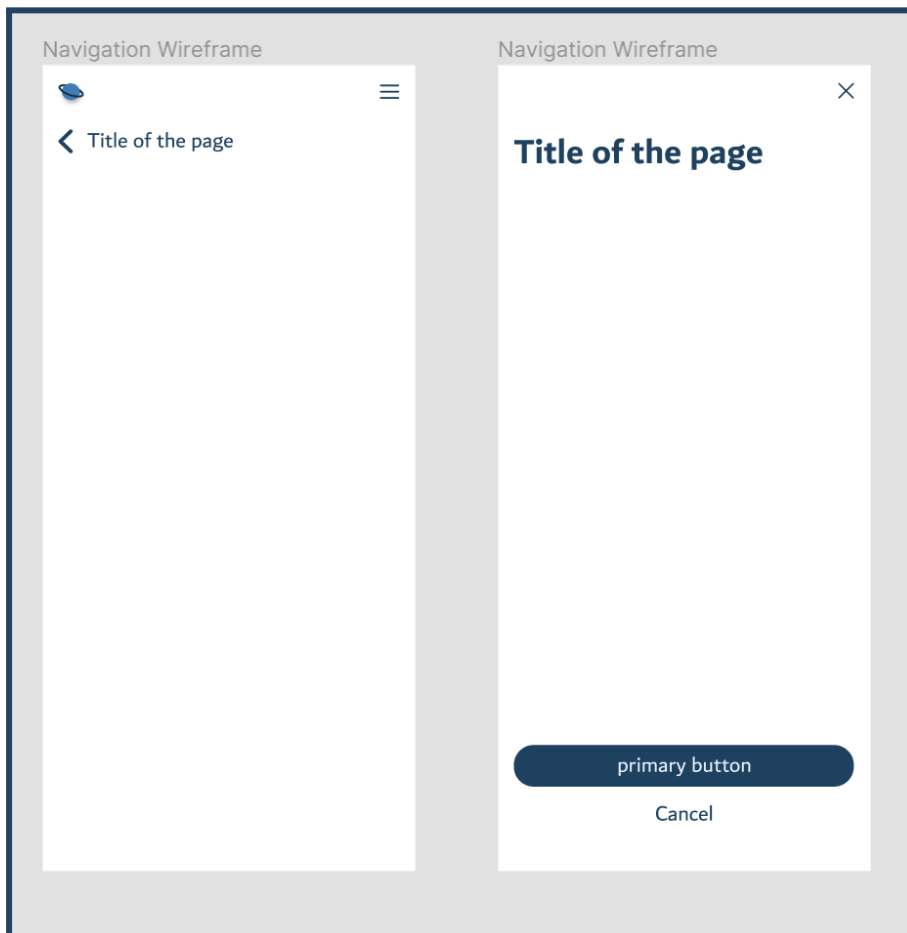 Navigation Wireframe
Title of the page
Navigation Wireframe
Title of the page
primary button
Cancel